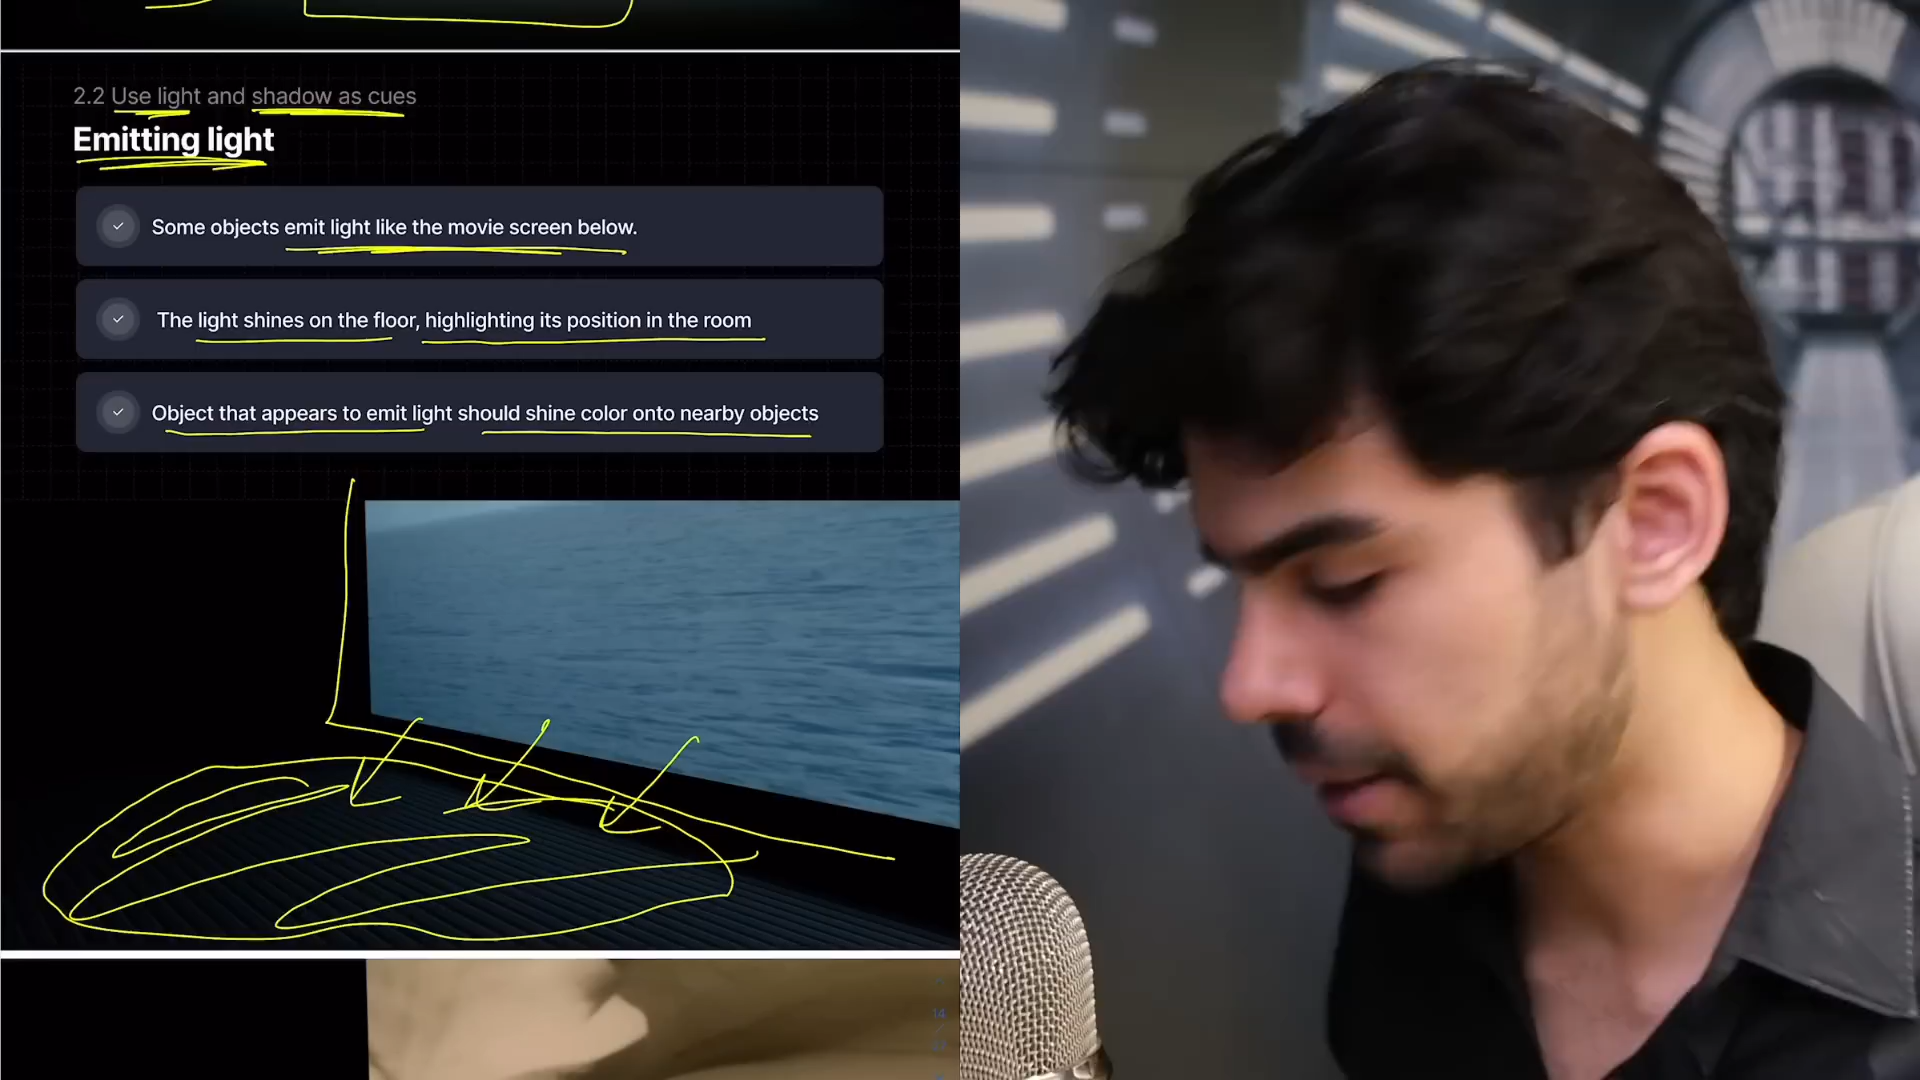 2.2 Use light and shadow as cues
Emitting light
Some objects emit light like the movie screen below.
The light shines on the floor, highlighting its position in the room
Object that appears to emit light should shine color onto nearby objects
14